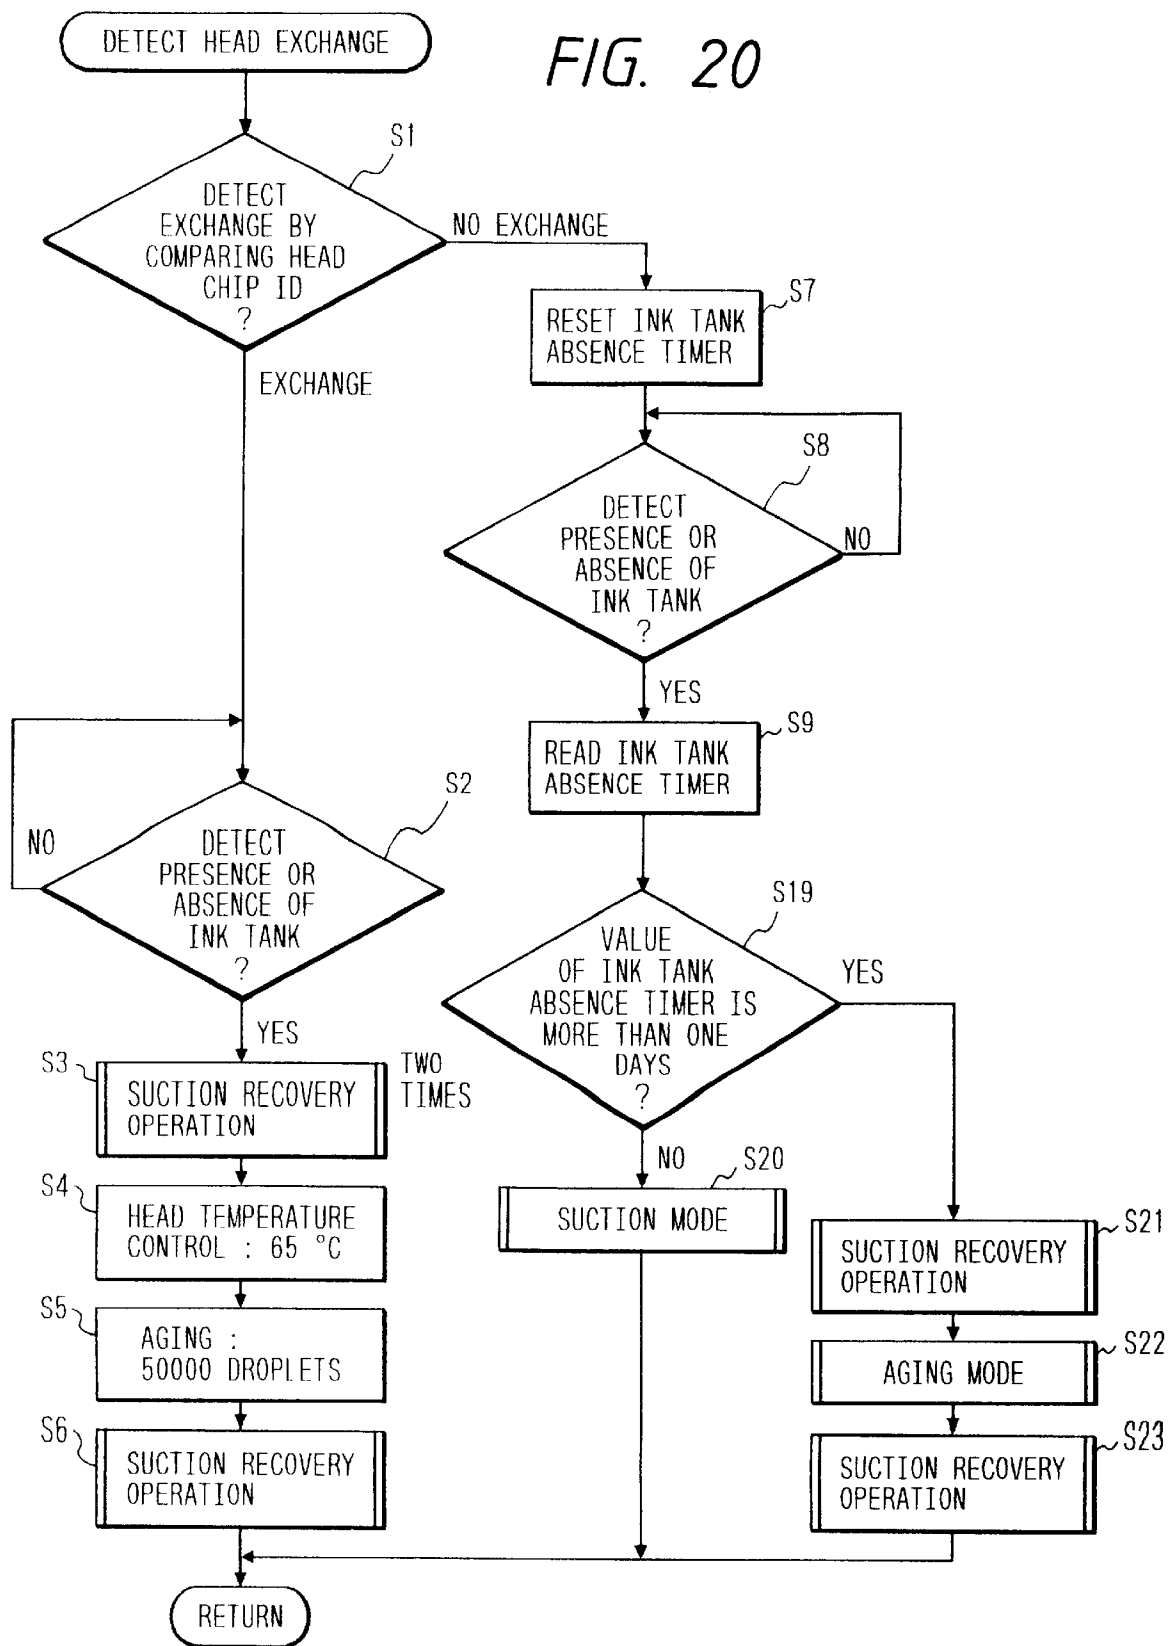 DETECT HEAD EXCHANGE
FIG. 20
S1
DETECT
EXCHANGE BY
COMPARING HEAD
CHIP ID
?
NO EXCHANGE
EXCHANGE
S7
RESET INK TANK
ABSENCE TIMER
S8
DETECT
PRESENCE OR
ABSENCE OF
INK TANK
?
NO
YES
S9
READ INK TANK
ABSENCE TIMER
S2
DETECT
PRESENCE OR
ABSENCE OF
INK TANK
?
NO
YES
S19
VALUE
OF INK TANK
ABSENCE TIMER IS
MORE THAN ONE
DAYS
?
YES
NO
S3
SUCTION RECOVERY
OPERATION
TWO
TIMES
S4
HEAD TEMPERATURE
CONTROL : 65 °C
S5
AGING :
50000 DROPLETS
S6
SUCTION RECOVERY
OPERATION
S20
SUCTION MODE
S21
SUCTION RECOVERY
OPERATION
S22
AGING MODE
S23
SUCTION RECOVERY
OPERATION
RETURN